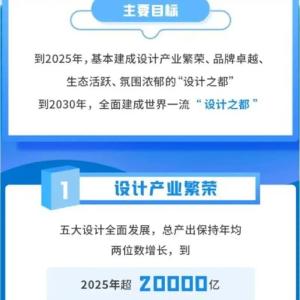 主要目标
到2025年，基本建成设计产业繁荣、品牌卓越、
生态活跃、氛围浓郁的“设计之都”
到2030年，全面建成世界一流“设计之都”
1 设计产业繁荣
五大设计全面发展，总产出保持年均
两位数增长，到
2025年超20000亿